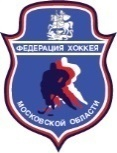 ФЕДЕРАЦИЯ ХОККЕЯ
МОСКОВСКОЙ ОБЛАСТИ